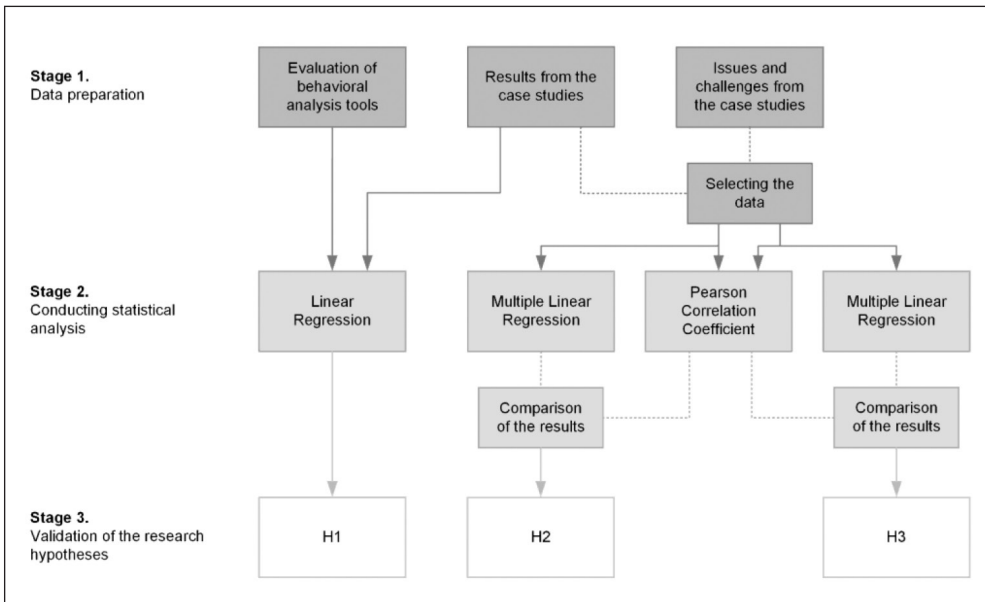 Stage 1.
Data preparation
Evaluation of
behavioral
analysis tools
Results from the
case studies
Issues and
challenges from
the case studies
Selecting the
data
Stage 2.
Conducting statistical
analysis
Linear
Regression
Multiple Linear
Regression
Pearson
Correlation
Coefficient
Multiple Linear
Regression
Comparison
of the results
Comparison
of the results
Stage 3.
Validation of the research
hypotheses
H1
H2
H3